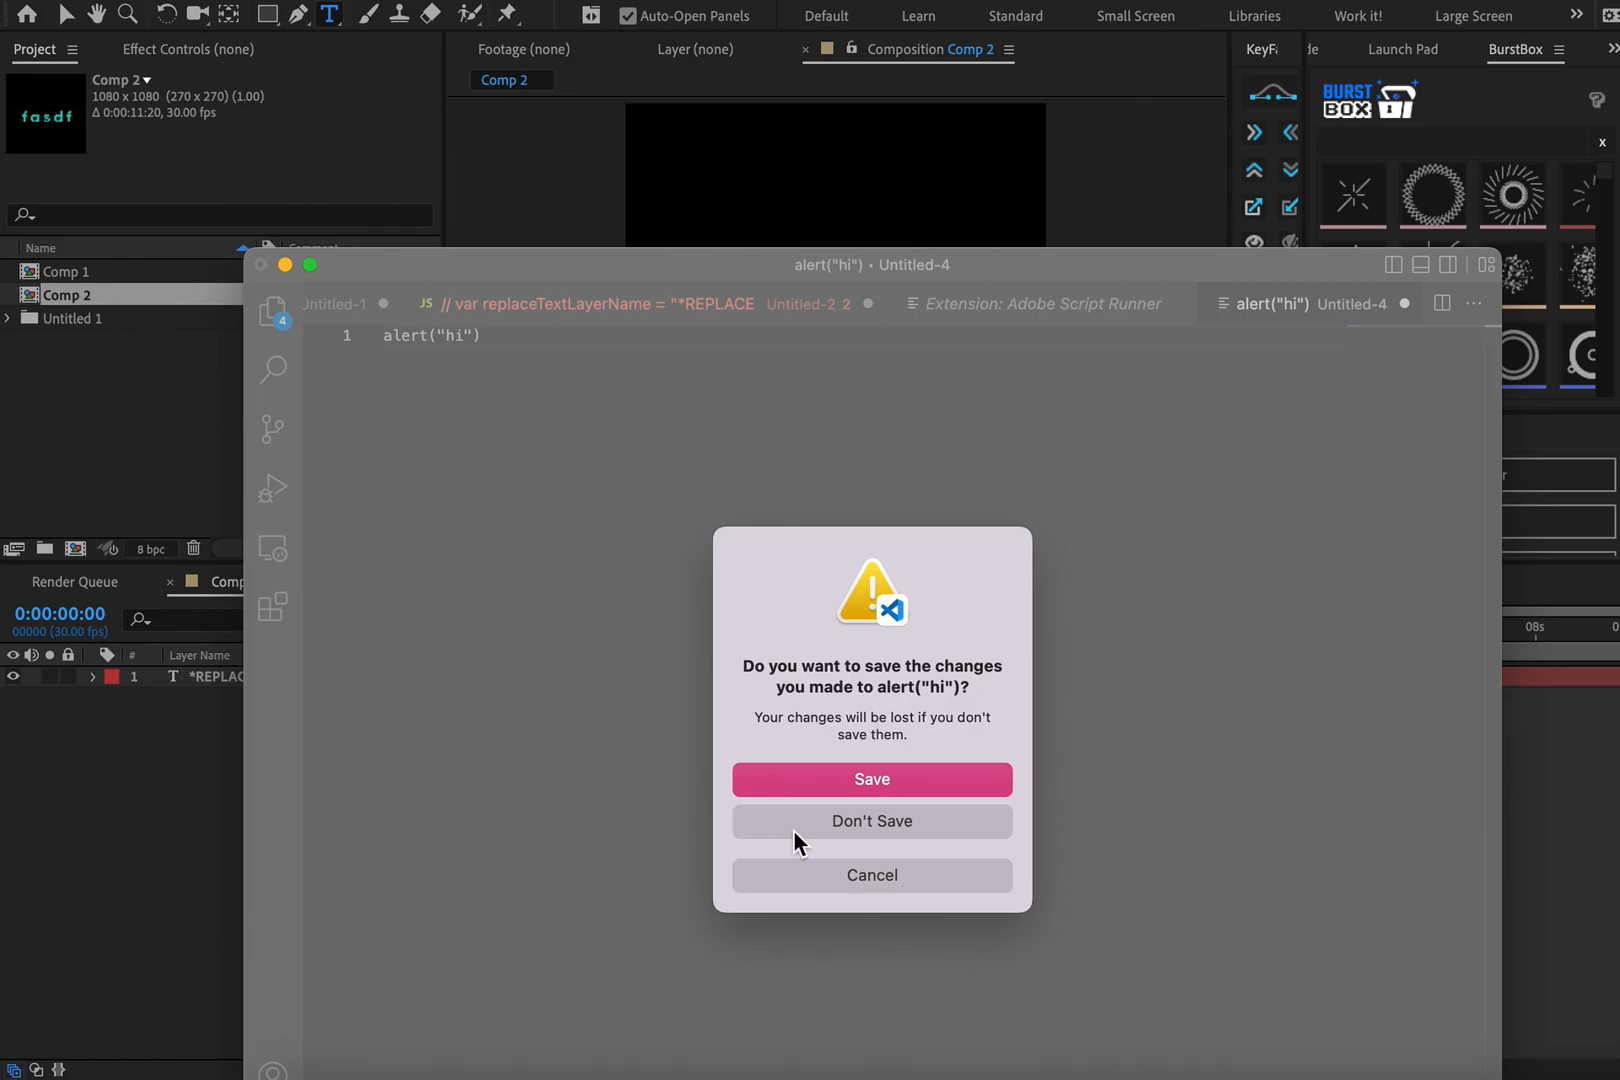 T
Auto-Open Panels
Default
Learn
Standard
Small Screen
Libraries
Work it!
Large Screen
Project
Effect Controls (none)
Footage (none)
Layer (none)
Composition Comp 2
Launch Pad
BurstBox
Comp 2
1080 x 1080 (270 x 270) (1.00)
Δ 0:00:11:20, 30.00 fps
fasdf
Comp 2
BURST
BOX
x
Name
Comment
Comp 1
Comp 2
Untitled 1
alert("hi") • Untitled-4
JS // var replaceTextLayerName = "*REPLACE Untitled-2 2
Extension: Adobe Script Runner
alert("hi") Untitled-4
4
1 alert("hi")
8 bpc
Render Queue
0:00:00:00
00000 (30.00 fps)
# Layer Name
1 T
08s
Do you want to save the changes
you made to alert("hi")?
Your changes will be lost if you don't
save them.
Save
Don't Save
Cancel